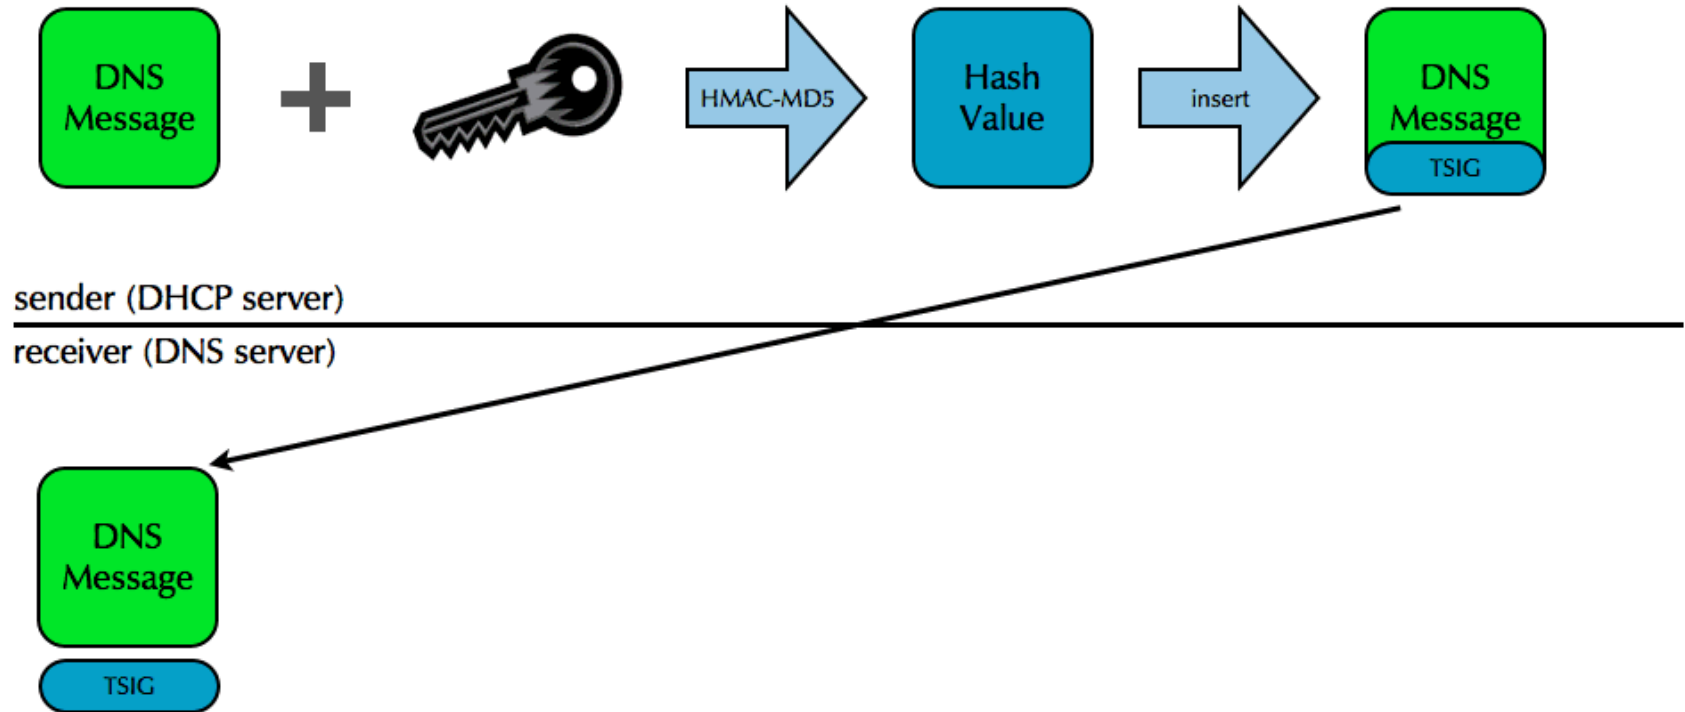 DNS
Message
HMAC-MD5
Hash
Value
insert
DNS
Message
TSIG
sender (DHCP server)
receiver (DNS server)
DNS
Message
TSIG